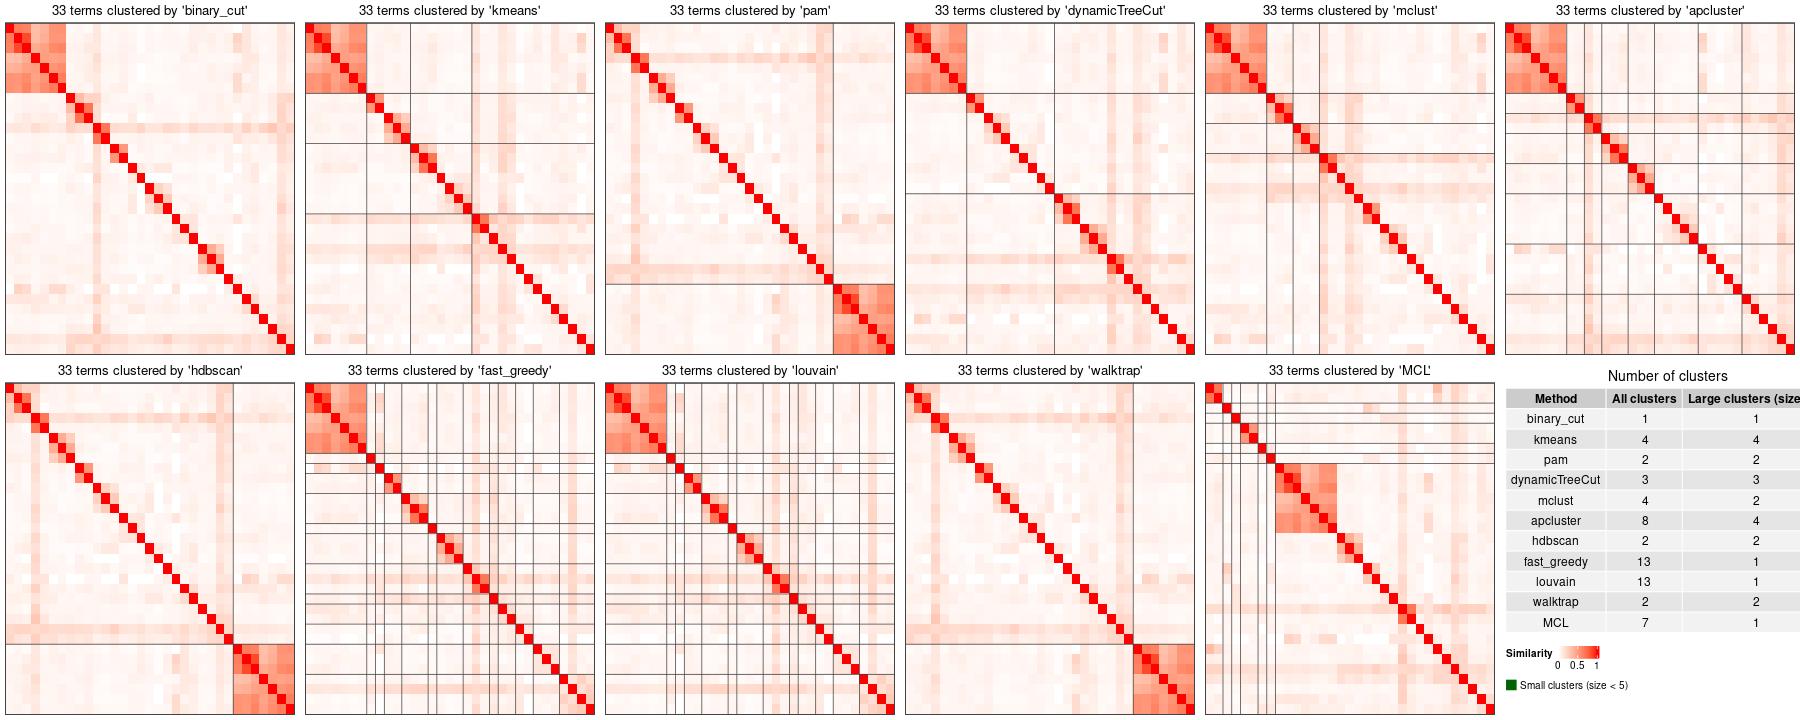 33 terms clustered by 'binary_cut'
33 terms clustered by 'kmeans'
33 terms clustered by 'pam'
33 terms clustered by 'dynamicTreeCut'
33 terms clustered by 'mclust'
33 terms clustered by 'apcluster'
33 terms clustered by 'hdbscan'
33 terms clustered by 'fast_greedy'
33 terms clustered by 'louvain'
33 terms clustered by 'walktrap'
33 terms clustered by 'MCL'
Number of clusters
Method All clusters Large clusters (size
binary_cut 1 1
kmeans 4 4
pam 2 2
dynamicTreeCut 3 3
mclust 4 2
apcluster 8 4
hdbscan 2 2
fast_greedy 13 1
louvain 13 1
walktrap 2 2
MCL 7 1
Similarity
0 0.5 1
Small clusters (size < 5)